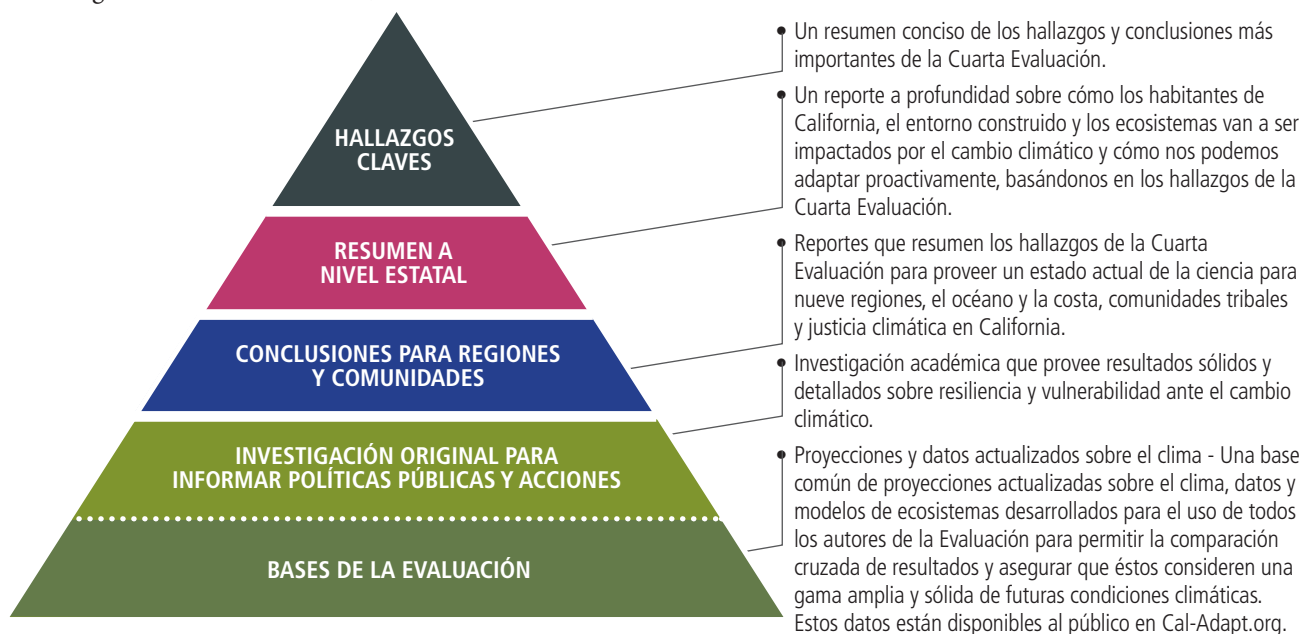 HALLAZGOS
CLAVES
RESUMEN A
NIVEL ESTATAL
CONCLUSIONES PARA REGIONES
Y COMUNIDADES
INVESTIGACIÓN ORIGINAL PARA
INFORMAR POLÍTICAS PÚBLICAS Y ACCIONES
BASES DE LA EVALUACIÓN
• Un resumen conciso de los hallazgos y conclusiones más
importantes de la Cuarta Evaluación.
• Un reporte a profundidad sobre cómo los habitantes de
California, el entorno construido y los ecosistemas van a ser
impactados por el cambio climático y cómo nos podemos
adaptar proactivamente, basándonos en los hallazgos de la
Cuarta Evaluación.
• Reportes que resumen los hallazgos de la Cuarta
Evaluación para proveer un estado actual de la ciencia para
nueve regiones, el océano y la costa, comunidades tribales
y justicia climática en California.
• Investigación académica que provee resultados sólidos y
detallados sobre resiliencia y vulnerabilidad ante el cambio
climático.
• Proyecciones y datos actualizados sobre el clima - Una base
común de proyecciones actualizadas sobre el clima, datos y
modelos de ecosistemas desarrollados para el uso de todos
los autores de la Evaluación para permitir la comparación
cruzada de resultados y asegurar que éstos consideren una
gama amplia y sólida de futuras condiciones climáticas.
Estos datos están disponibles al público en Cal-Adapt.org.